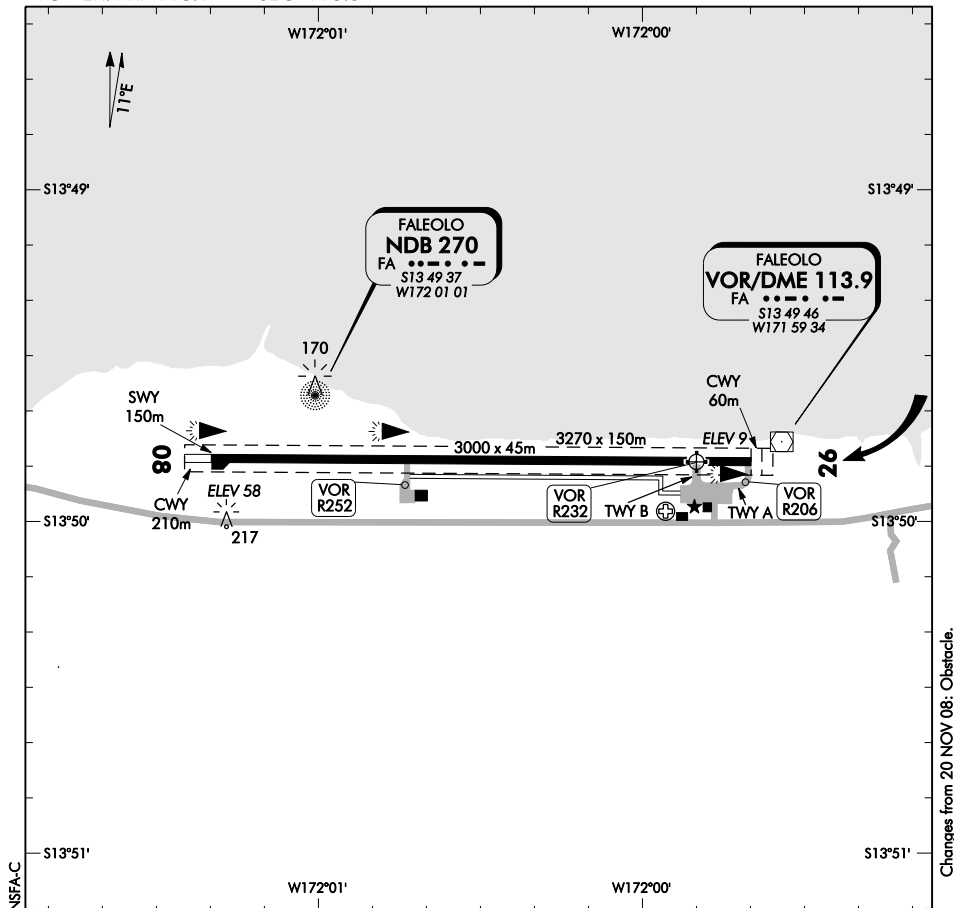 W172°01'
W172°00'
11°E
S13°49'
S13°49'
FALEOLO
NDB 270
FA
S13 49 37
W172 01 01
FALEOLO
VOR/DME 113.9
FA
S13 49 46
W171 59 34
170
SWY
150m
CWY
60m
3000 x 45m
3270 x 150m
ELEV 9
08
26
CWY
210m
ELEV 58
217
VOR
R252
VOR
R232
TWY B
TWY A
VOR
R206
S13°50'
S13°50'
S13°51'
S13°51'
W172°01'
W172°00'
NSFA-C
Changes from 20 NOV 08: Obstacle.